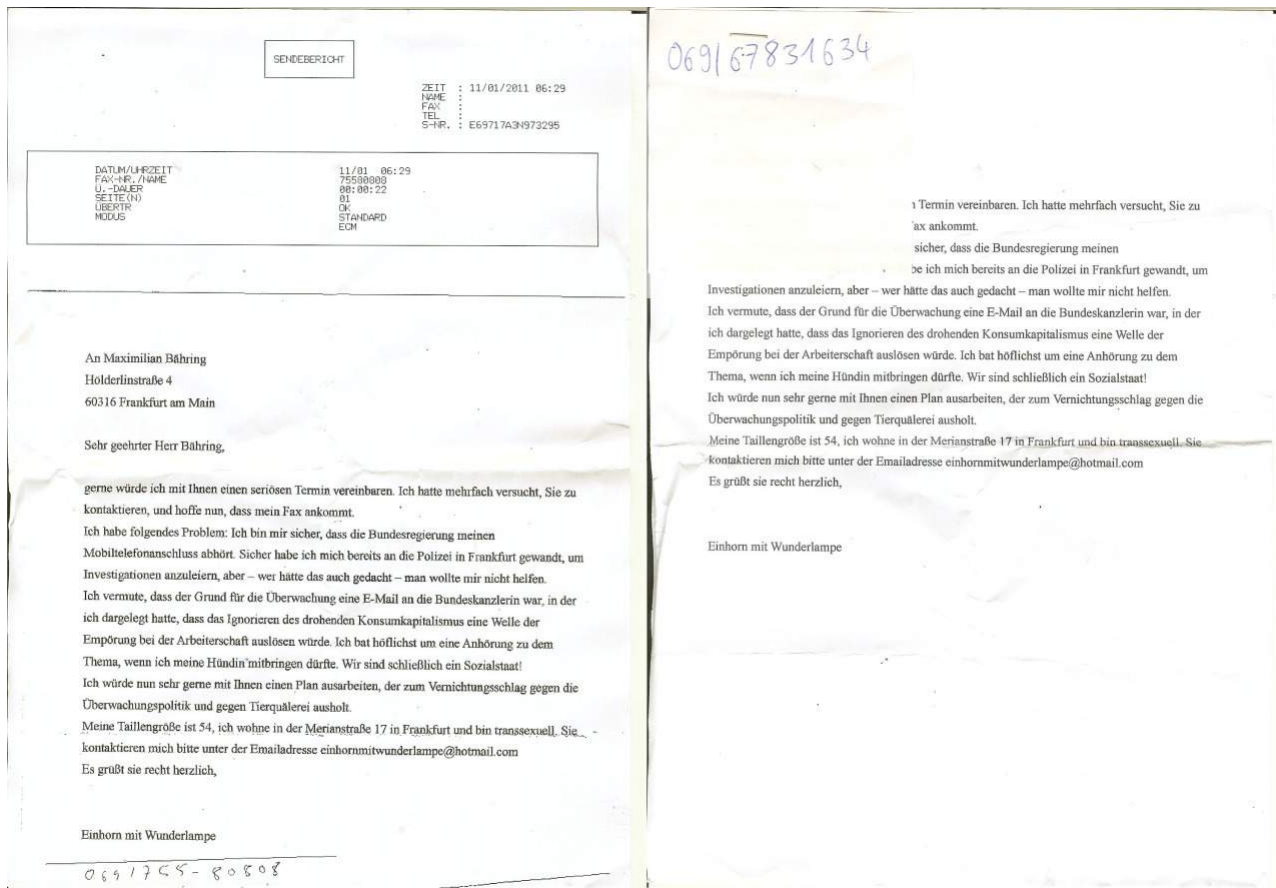 SENDEBERICHT
ZEIT : 11/01/2011 06:29
NAME :
FAX :
TEL :
S-NR. : E69717A3N973295
DATUM/UHRZEIT 11/01 06:29
FAX-NR./NAME 75580808
Ü.-DAUER 00:00:22
SEITE(N) 01
ÜBERTR OK
MODUS STANDARD
ECM
An Maximilian Bähring
Hölderlinstraße 4
60316 Frankfurt am Main
Sehr geehrter Herr Bähring,
gerne würde ich mit Ihnen einen seriösen Termin vereinbaren. Ich hatte mehrfach versucht, Sie zu
kontaktieren, und hoffe nun, dass mein Fax ankommt.
Ich habe folgendes Problem: Ich bin mir sicher, dass die Bundesregierung meinen
Mobiltelefonanschluss abhört. Sicher habe ich mich bereits an die Polizei in Frankfurt gewandt, um
Investigationen anzuleiern, aber – wer hätte das auch gedacht – man wollte mir nicht helfen.
Ich vermute, dass der Grund für die Überwachung eine E-Mail an die Bundeskanzlerin war, in der
ich dargelegt hatte, dass das Ignorieren des drohenden Konsumkapitalismus eine Welle der
Empörung bei der Arbeiterschaft auslösen würde. Ich bat höflichst um eine Anhörung zu dem
Thema, wenn ich meine Hündin mitbringen dürfte. Wir sind schließlich ein Sozialstaat!
Ich würde nun sehr gerne mit Ihnen einen Plan ausarbeiten, der zum Vernichtungsschlag gegen die
Überwachungspolitik und gegen Tierquälerei ausholt.
Meine Taillengröße ist 54, ich wohne in der Merianstraße 17 in Frankfurt und bin transsexuell. Sie
kontaktieren mich bitte unter der Emailadresse einhornmitwunderlampe@hotmail.com
Es grüßt sie recht herzlich,
Einhorn mit Wunderlampe
069/755-80808
069/67831634
Termin vereinbaren. Ich hatte mehrfach versucht, Sie zu
ax ankommt.
sicher, dass die Bundesregierung meinen
be ich mich bereits an die Polizei in Frankfurt gewandt, um
Investigationen anzuleiern, aber – wer hätte das auch gedacht – man wollte mir nicht helfen.
Ich vermute, dass der Grund für die Überwachung eine E-Mail an die Bundeskanzlerin war, in der
ich dargelegt hatte, dass das Ignorieren des drohenden Konsumkapitalismus eine Welle der
Empörung bei der Arbeiterschaft auslösen würde. Ich bat höflichst um eine Anhörung zu dem
Thema, wenn ich meine Hündin mitbringen dürfte. Wir sind schließlich ein Sozialstaat!
Ich würde nun sehr gerne mit Ihnen einen Plan ausarbeiten, der zum Vernichtungsschlag gegen die
Überwachungspolitik und gegen Tierquälerei ausholt.
Meine Taillengröße ist 54, ich wohne in der Merianstraße 17 in Frankfurt und bin transsexuell. Sie
kontaktieren mich bitte unter der Emailadresse einhornmitwunderlampe@hotmail.com
Es grüßt sie recht herzlich,
Einhorn mit Wunderlampe